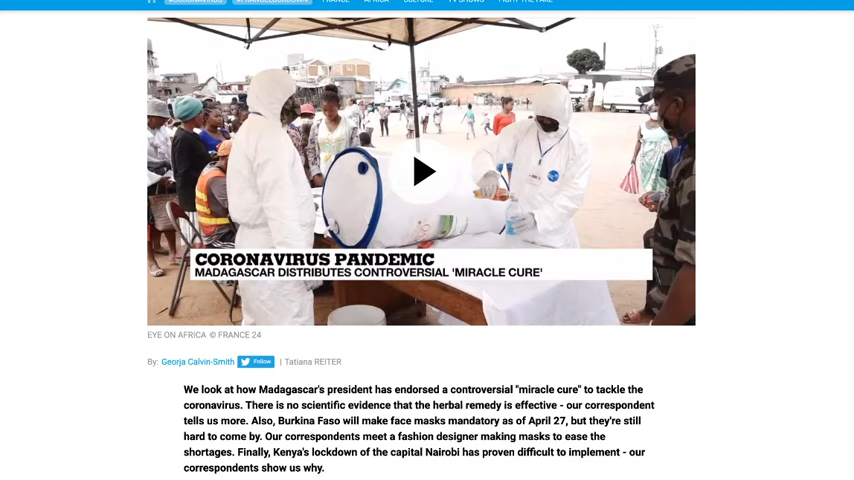 #CORONAVIRUS #FRANCELOCKDOWN FRANCE AFRICA CULTURE TV SHOWS FIGHT THE FAKE
CORONAVIRUS PANDEMIC
MADAGASCAR DISTRIBUTES CONTROVERSIAL 'MIRACLE CURE'
EYE ON AFRICA © FRANCE 24
By: Georja Calvin-Smith Follow | Tatiana REITER
We look at how Madagascar's president has endorsed a controversial "miracle cure" to tackle the
coronavirus. There is no scientific evidence that the herbal remedy is effective - our correspondent
tells us more. Also, Burkina Faso will make face masks mandatory as of April 27, but they're still
hard to come by. Our correspondents meet a fashion designer making masks to ease the
shortages. Finally, Kenya's lockdown of the capital Nairobi has proven difficult to implement - our
correspondents show us why.